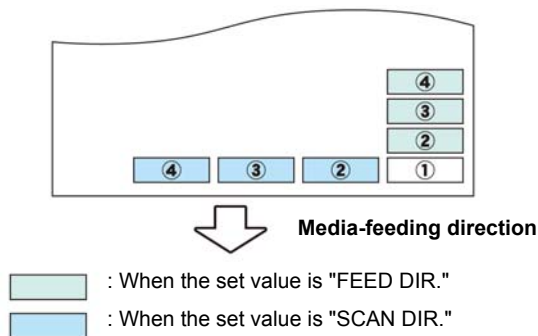 ④
③
②
④ ③ ② ①
Media-feeding direction
: When the set value is "FEED DIR."
: When the set value is "SCAN DIR."